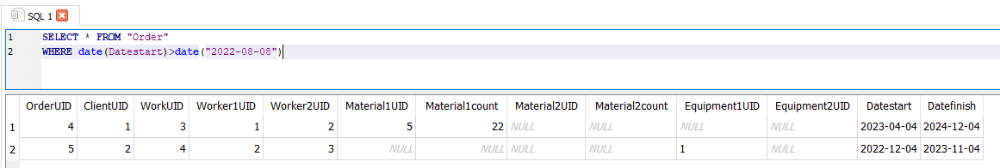 SQL 1
1 SELECT * FROM "Order"
2 WHERE date(Datestart)>date("2022-08-08")
OrderUID ClientUID WorkUID Worker1UID Worker2UID Material1UID Material1count Material2UID Material2count Equipment1UID Equipment2UID Datestart Datefinish
1 4 1 3 1 2 5 22 NULL NULL NULL NULL 2023-04-04 2024-12-04
2 5 2 4 2 3 NULL NULL NULL NULL 1 NULL 2022-12-04 2023-11-04